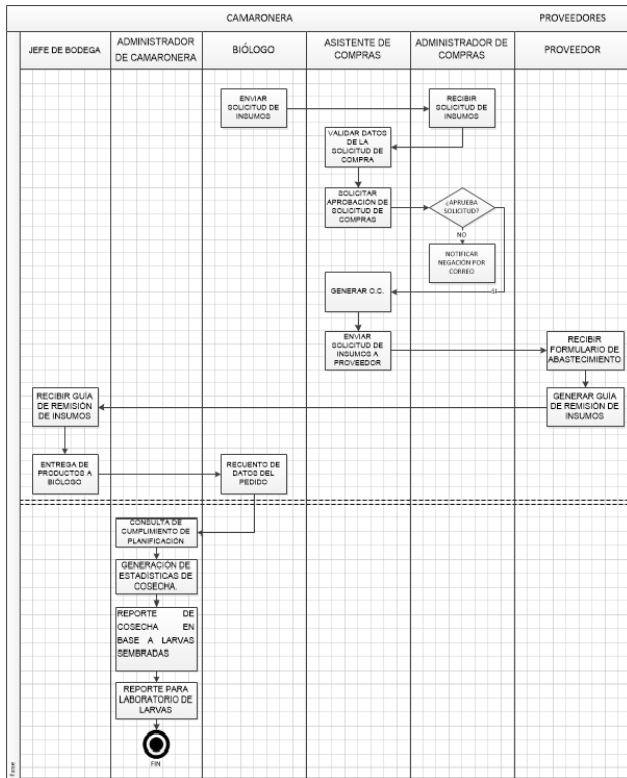 CAMARONERA
PROVEEDORES
JEFE DE BODEGA
ADMINISTRADOR
DE CAMARONERA
BIÓLOGO
ASISTENTE DE
COMPRAS
ADMINISTRADOR DE
COMPRAS
PROVEEDOR
ENVIAR
SOLICITUD DE
INSUMOS
RECIBIR
SOLICITUD DE
INSUMOS
VALIDAR DATOS
DE LA
SOLICITUD DE
COMPRA
SOLICITAR
APROBACIÓN DE
SOLICITUD DE
COMPRAS
¿APRUEBA
SOLICITUD?
NO
NOTIFICAR
NEGACIÓN POR
CORREO
GENERAR O.C.
SI
ENVIAR
SOLICITUD DE
INSUMOS A
PROVEEDOR
RECIBIR
FORMULARIO DE
ABASTECIMIENTO
RECIBIR GUÍA
DE REMISIÓN
DE INSUMOS
GENERAR GUÍA
DE REMISIÓN DE
INSUMOS
ENTREGA DE
PRODUCTOS A
BIÓLOGO
RECUENTO DE
DATOS DEL
PEDIDO
CONSULTA DE
CUMPLIMIENTO DE
PLANIFICACIÓN
GENERACIÓN DE
ESTADÍSTICAS DE
COSECHA.
REPORTE DE
COSECHA EN
BASE A LARVAS
SEMBRADAS
REPORTE PARA
LABORATORIO DE
LARVAS
FIN
Fase